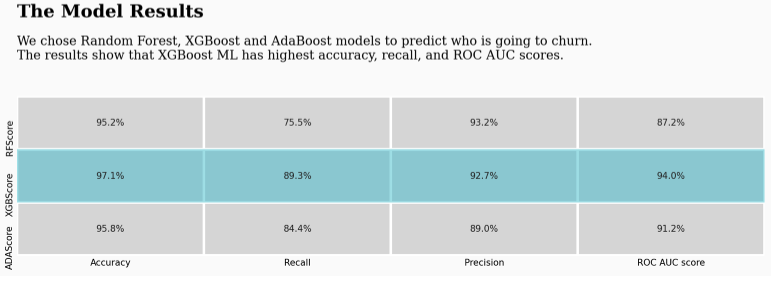 The Model Results
We chose Random Forest, XGBoost and AdaBoost models to predict who is going to churn.
The results show that XGBoost ML has highest accuracy, recall, and ROC AUC scores.
RFScore 95.2% 75.5% 93.2% 87.2%
XGBScore 97.1% 89.3% 92.7% 94.0%
ADAScore 95.8% 84.4% 89.0% 91.2%
Accuracy Recall Precision ROC AUC score